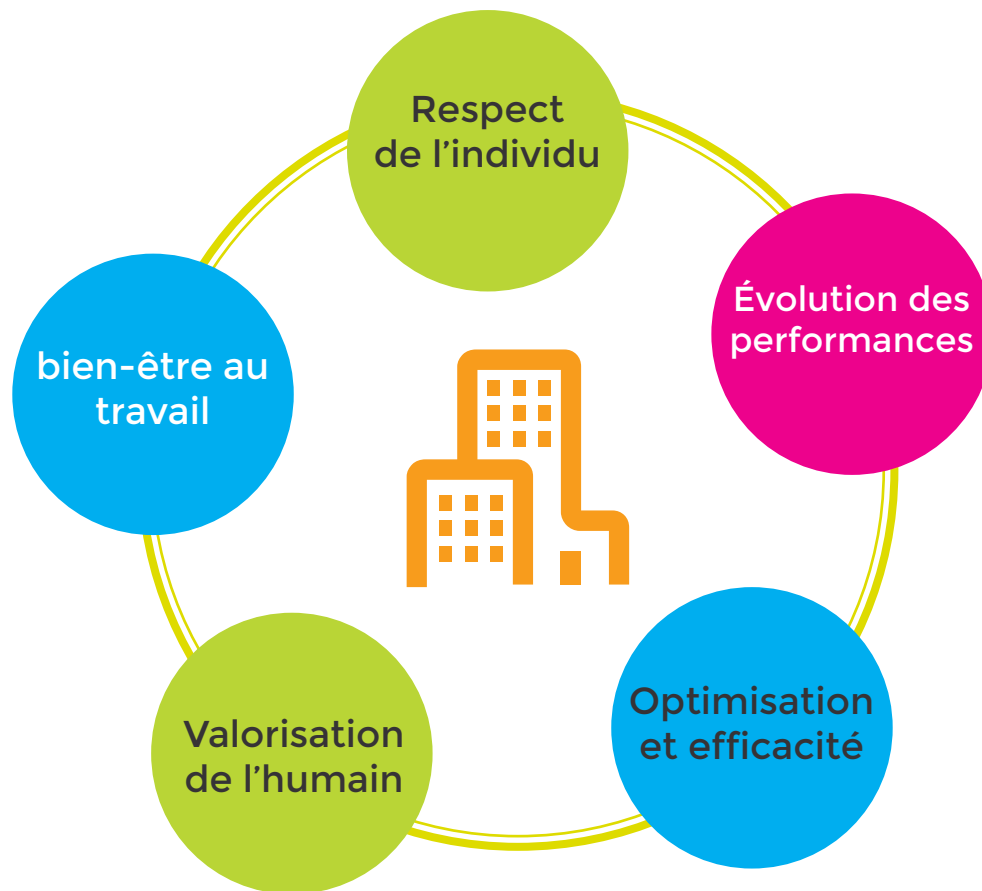 Respect
de l’individu
Évolution des
performances
bien-être au
travail
Optimisation
et efficacité
Valorisation
de l’humain